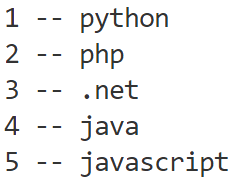 1 -- python
2 -- php
3 -- .net
4 -- java
5 -- javascript